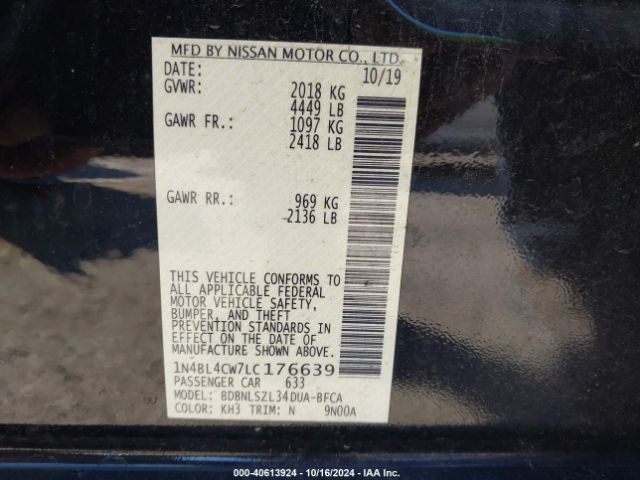 MFD BY NISSAN MOTOR CO., LTD.
DATE: 10/19
GVWR: 2018 KG
4449 LB
GAWR FR.: 1097 KG
2418 LB
GAWR RR.: 969 KG
2136 LB
THIS VEHICLE CONFORMS TO
ALL APPLICABLE FEDERAL
MOTOR VEHICLE SAFETY,
BUMPER, AND THEFT
PREVENTION STANDARDS IN
EFFECT ON THE DATE OF
MANUFACTURE SHOWN ABOVE.
1N4BL4CW7LC176639
PASSENGER CAR 633
MODEL: BDBNLSZL34DUA-BFCA
COLOR: KH3 TRIM: N 9N00A
000-40613924 | 10/16/2024 | IAA Inc.